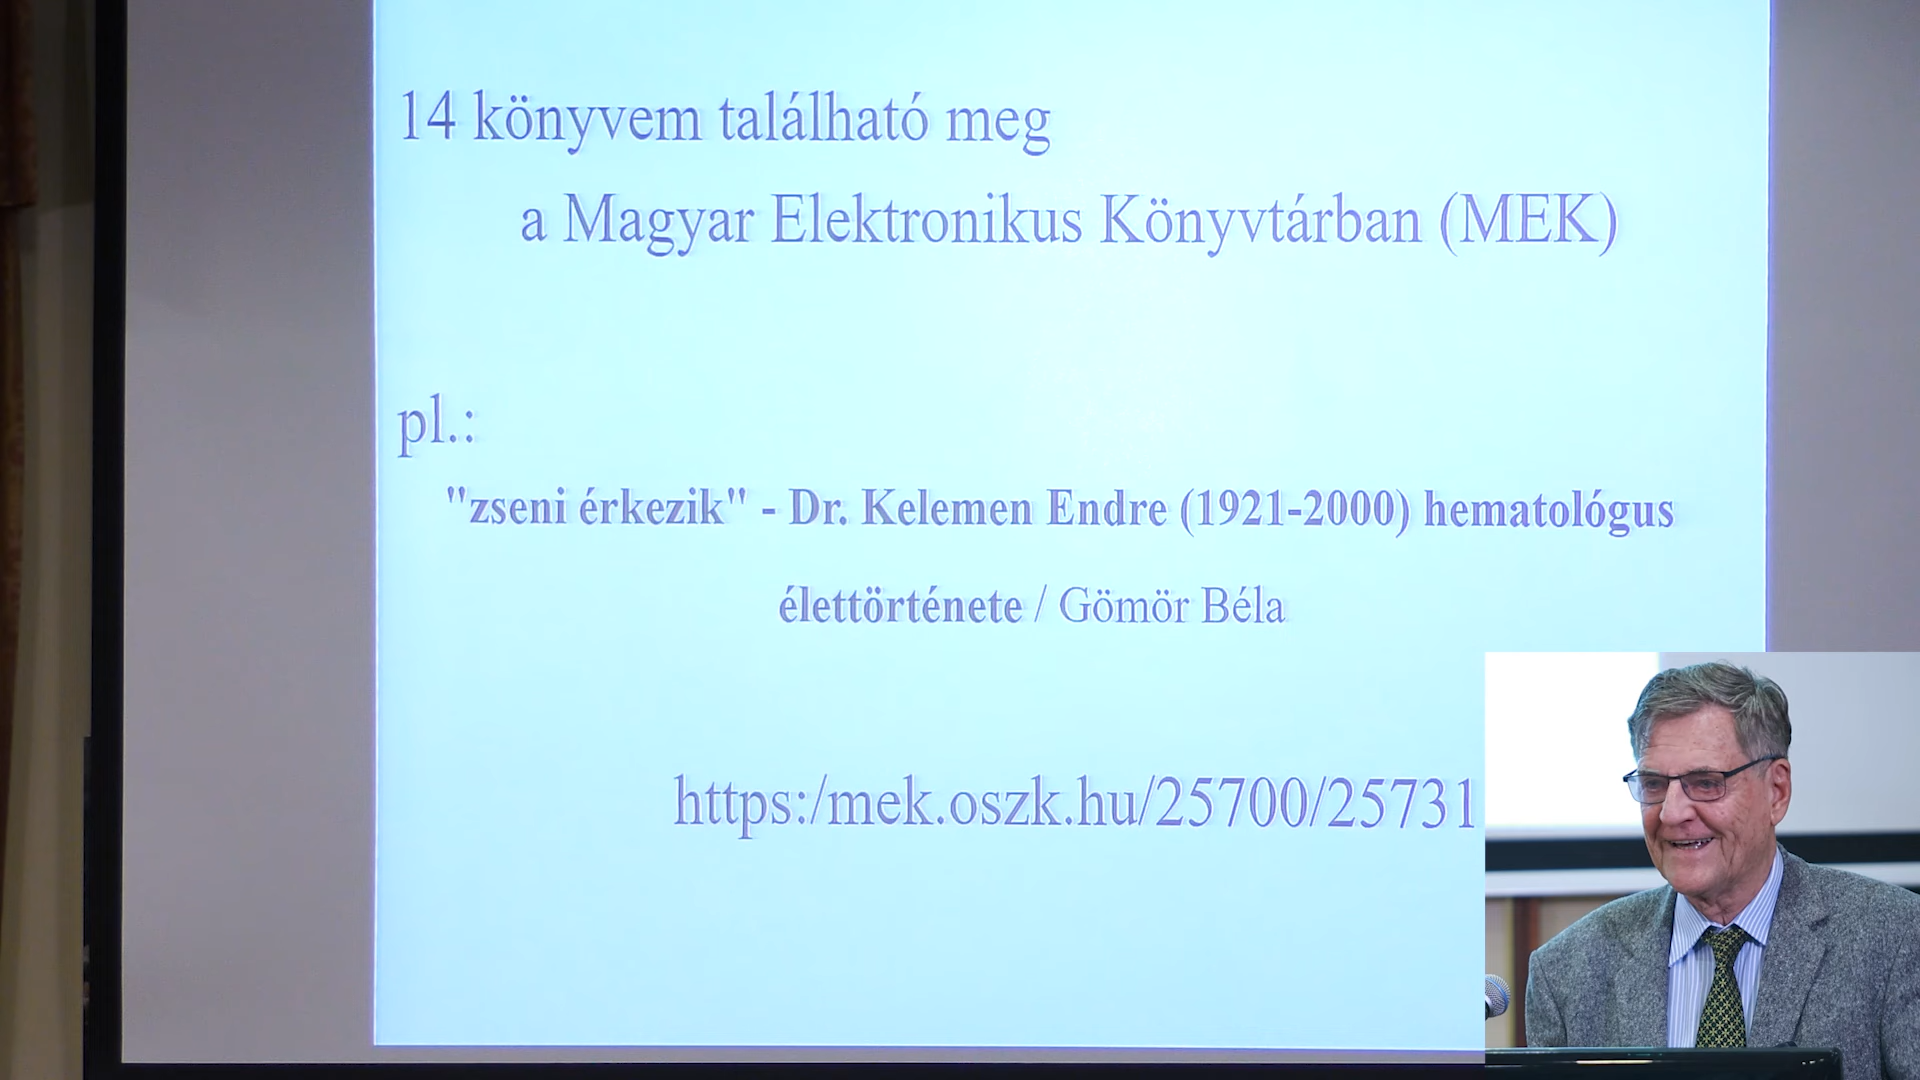 14 könyvem található meg
a Magyar Elektronikus Könyvtárban (MEK)
pl.:
"zseni érkezik" - Dr. Kelemen Endre (1921-2000) hematológus
élettörténete / Gömör Béla
https:/mek.oszk.hu/25700/25731